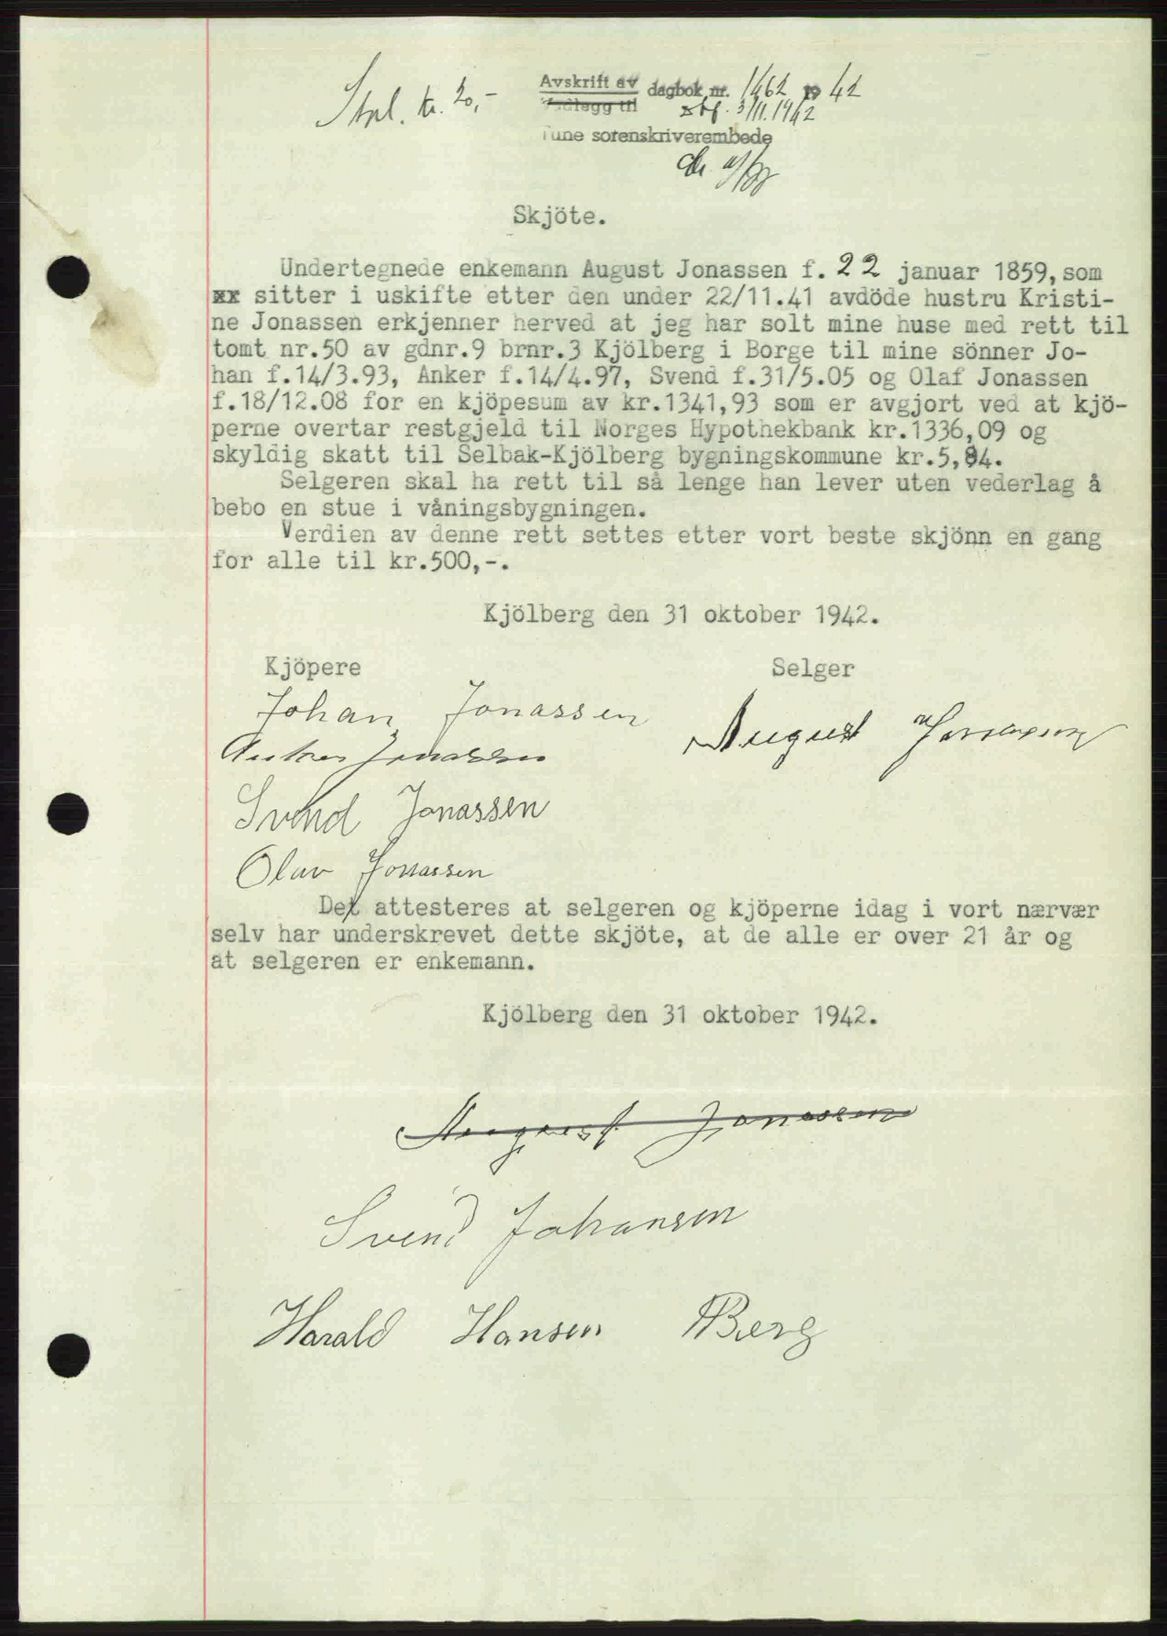 Stpl. kr. 20,-
Avskrift av dagbok nr. 1462 1942
Vedlegg til 3/11.1942
Tune sorenskriverembede
Skjöte.
Undertegnede enkemann August Jonassen f. 22 januar 1859, som
xx sitter i uskifte etter den under 22/11.41 avdöde hustru Kristi-
ne Jonassen erkjenner herved at jeg har solt mine huse med rett til
tomt nr.50 av gdnr.9 brnr.3 Kjölberg i Borge til mine sönner Jo-
han f.14/3.93, Anker f.14/4.97, Svend f.31/5.05 og Olaf Jonassen
f.18/12.08 for en kjöpesum av kr.1341,93 som er avgjort ved at kjö-
perne overtar restgjeld til Norges Hypothekbank kr.1336,09 og
skyldig skatt til Selbak-Kjölberg bygningskommune kr.5,84.
Selgeren skal ha rett til så lenge han lever uten vederlag å
bebo en stue i våningsbygningen.
Verdien av denne rett settes etter vort beste skjönn en gang
for alle til kr.500,-.
Kjölberg den 31 oktober 1942.
Kjöpere Selger
Johan Jonassen
August Jonassen
Anker Jonassen
Svend Jonassen
Olav Jonassen
Det attesteres at selgeren og kjöperne idag i vort nærvær
selv har underskrevet dette skjöte, at de alle er over 21 år og
at selgeren er enkemann.
Kjölberg den 31 oktober 1942.
August Jonassen
Svend Johansen
Harald Hansen Berg